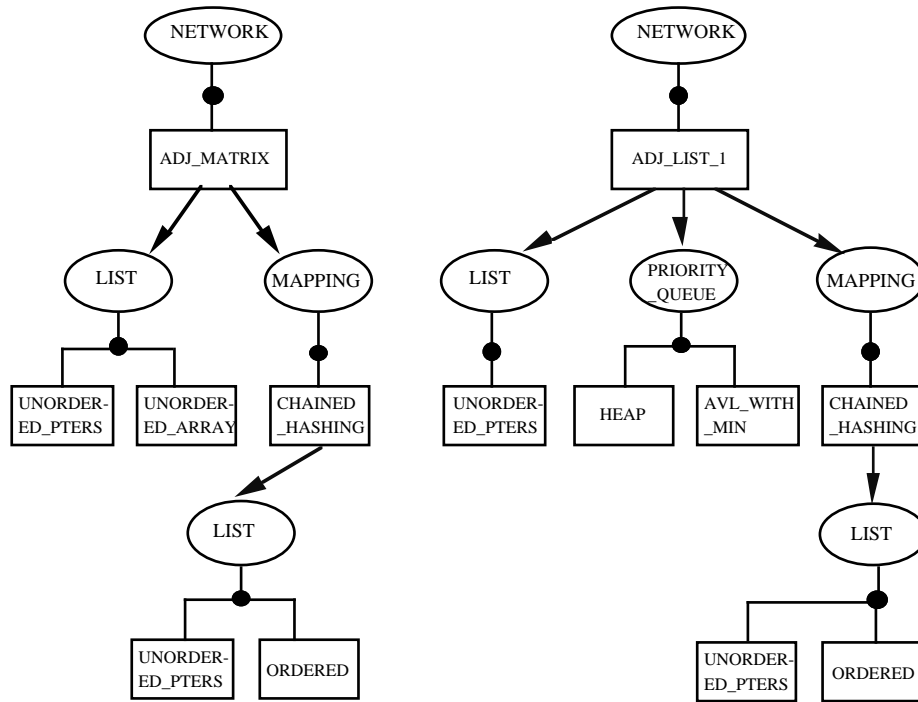 NETWORK
ADJ_MATRIX
LIST
MAPPING
UNORDER-
ED_PTERS
UNORDER-
ED_ARRAY
CHAINED
_HASHING
LIST
UNORDER-
ED_PTERS
ORDERED
NETWORK
ADJ_LIST_1
LIST
PRIORITY
_QUEUE
MAPPING
UNORDER-
ED_PTERS
HEAP
AVL_WITH
_MIN
CHAINED
_HASHING
LIST
UNORDER-
ED_PTERS
ORDERED